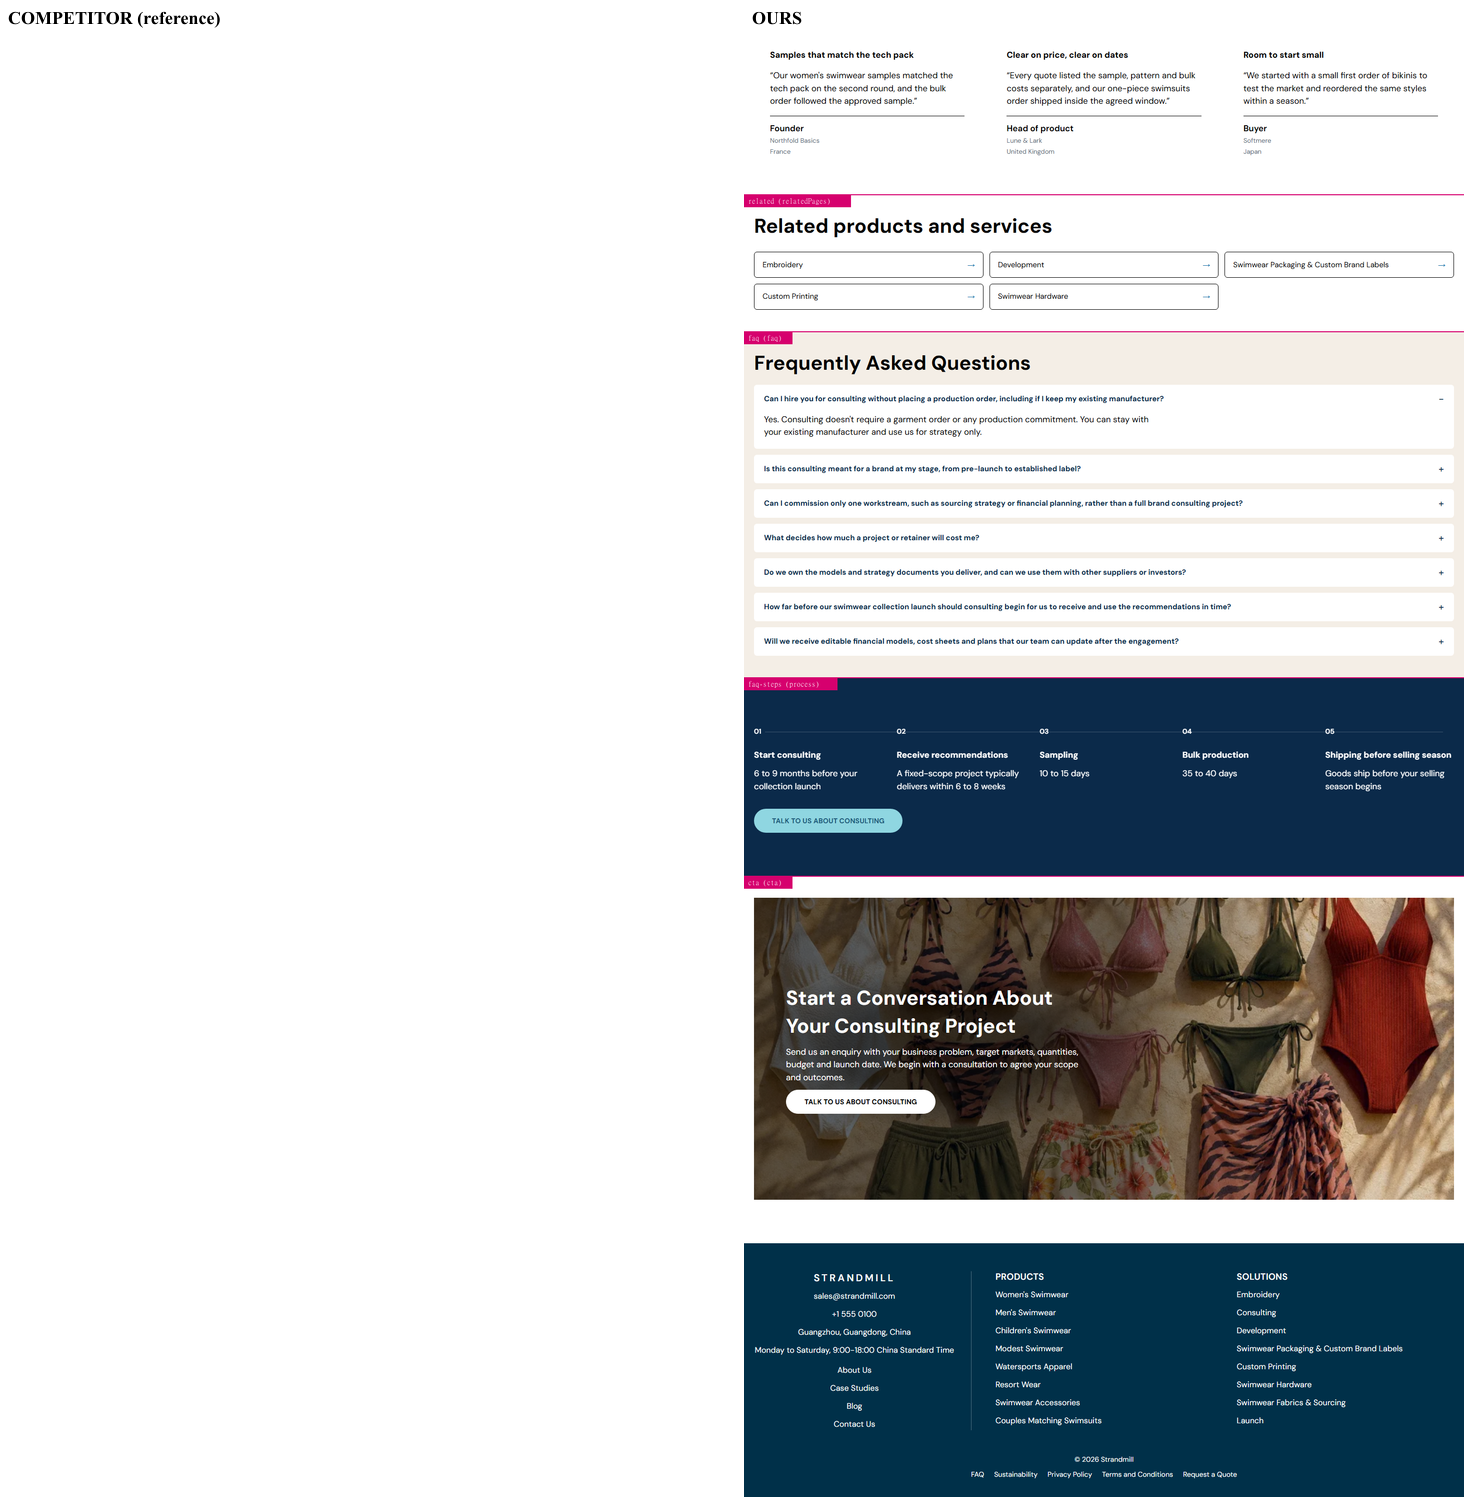 COMPETITOR (reference)
OURS
Samples that match the tech pack
“Our women's swimwear samples matched the
tech pack on the second round, and the bulk
order followed the approved sample.”
Founder
Northfold Basics
France
Clear on price, clear on dates
“Every quote listed the sample, pattern and bulk
costs separately, and our one-piece swimsuits
order shipped inside the agreed window.”
Head of product
Lune & Lark
United Kingdom
Room to start small
“We started with a small first order of bikinis to
test the market and reordered the same styles
within a season.”
Buyer
Softmere
Japan
related (relatedPages)
Related products and services
Embroidery →
Development →
Swimwear Packaging & Custom Brand Labels →
Custom Printing →
Swimwear Hardware →
faq (faq)
Frequently Asked Questions
Can I hire you for consulting without placing a production order, including if I keep my existing manufacturer? −
Yes. Consulting doesn't require a garment order or any production commitment. You can stay with
your existing manufacturer and use us for strategy only.
Is this consulting meant for a brand at my stage, from pre-launch to established label? +
Can I commission only one workstream, such as sourcing strategy or financial planning, rather than a full brand consulting project? +
What decides how much a project or retainer will cost me? +
Do we own the models and strategy documents you deliver, and can we use them with other suppliers or investors? +
How far before our swimwear collection launch should consulting begin for us to receive and use the recommendations in time? +
Will we receive editable financial models, cost sheets and plans that our team can update after the engagement? +
faq-steps (process)
01
Start consulting
6 to 9 months before your
collection launch
02
Receive recommendations
A fixed-scope project typically
delivers within 6 to 8 weeks
03
Sampling
10 to 15 days
04
Bulk production
35 to 40 days
05
Shipping before selling season
Goods ship before your selling
season begins
TALK TO US ABOUT CONSULTING
cta (cta)
Start a Conversation About
Your Consulting Project
Send us an enquiry with your business problem, target markets, quantities,
budget and launch date. We begin with a consultation to agree your scope
and outcomes.
TALK TO US ABOUT CONSULTING
STRANDMILL
sales@strandmill.com
+1 555 0100
Guangzhou, Guangdong, China
Monday to Saturday, 9:00-18:00 China Standard Time
About Us
Case Studies
Blog
Contact Us
PRODUCTS
Women's Swimwear
Men's Swimwear
Children's Swimwear
Modest Swimwear
Watersports Apparel
Resort Wear
Swimwear Accessories
Couples Matching Swimsuits
SOLUTIONS
Embroidery
Consulting
Development
Swimwear Packaging & Custom Brand Labels
Custom Printing
Swimwear Hardware
Swimwear Fabrics & Sourcing
Launch
© 2026 Strandmill
FAQ Sustainability Privacy Policy Terms and Conditions Request a Quote